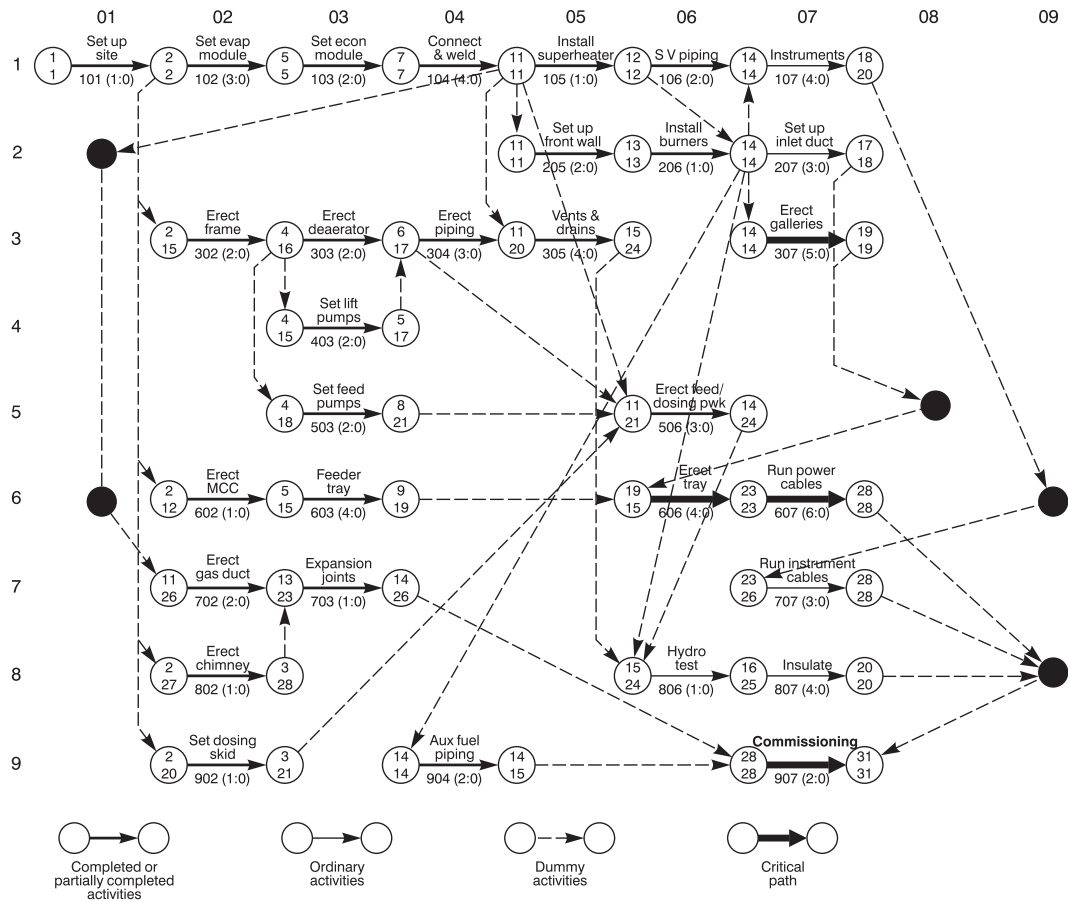 01 02 03 04 05 06 07 08 09
1
1
1
Set up
site
101 (1:0)
2
2
Set evap
module
102 (3:0)
5
5
Set econ
module
103 (2:0)
7
7
Connect
& weld
104 (4:0)
11
11
Install
superheater
105 (1:0)
12
12
S V piping
106 (2:0)
14
14
Instruments
107 (4:0)
18
20
2
11
11
Set up
front wall
205 (2:0)
13
13
Install
burners
206 (1:0)
14
14
Set up
inlet duct
207 (3:0)
17
18
3
2
15
Erect
frame
302 (2:0)
4
16
Erect
deaerator
303 (2:0)
6
17
Erect
piping
304 (3:0)
11
20
Vents &
drains
305 (4:0)
15
24
14
14
Erect
galleries
307 (5:0)
19
19
4
4
15
Set lift
pumps
403 (2:0)
5
17
5
4
18
Set feed
pumps
503 (2:0)
8
21
11
21
Erect feed/
dosing pwk
506 (3:0)
14
24
6
2
12
Erect
MCC
602 (1:0)
5
15
Feeder
tray
603 (4:0)
9
19
19
15
Ereet
tray
606 (4:0)
23
23
Run power
cables
607 (6:0)
28
28
7
11
26
Erect
gas duct
702 (2:0)
13
23
Expansion
joints
703 (1:0)
14
26
23
26
Run instrument
cables
707 (3:0)
28
28
8
2
27
Erect
chimney
802 (1:0)
3
28
15
24
Hydro
test
806 (1:0)
16
25
Insulate
807 (4:0)
20
20
9
2
20
Set dosing
skid
902 (1:0)
3
21
14
14
Aux fuel
piping
904 (2:0)
14
15
28
28
Commissioning
907 (2:0)
31
31
Completed or
partially completed
activities
Ordinary
activities
Dummy
activities
Critical
path